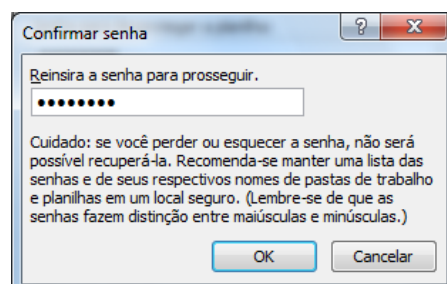 Confirmar senha
Reinsira a senha para prosseguir.
••••••••
Cuidado: se você perder ou esquecer a senha, não será
possível recuperá-la. Recomenda-se manter uma lista das
senhas e de seus respectivos nomes de pastas de trabalho
e planilhas em um local seguro. (Lembre-se de que as
senhas fazem distinção entre maiúsculas e minúsculas.)
OK
Cancelar